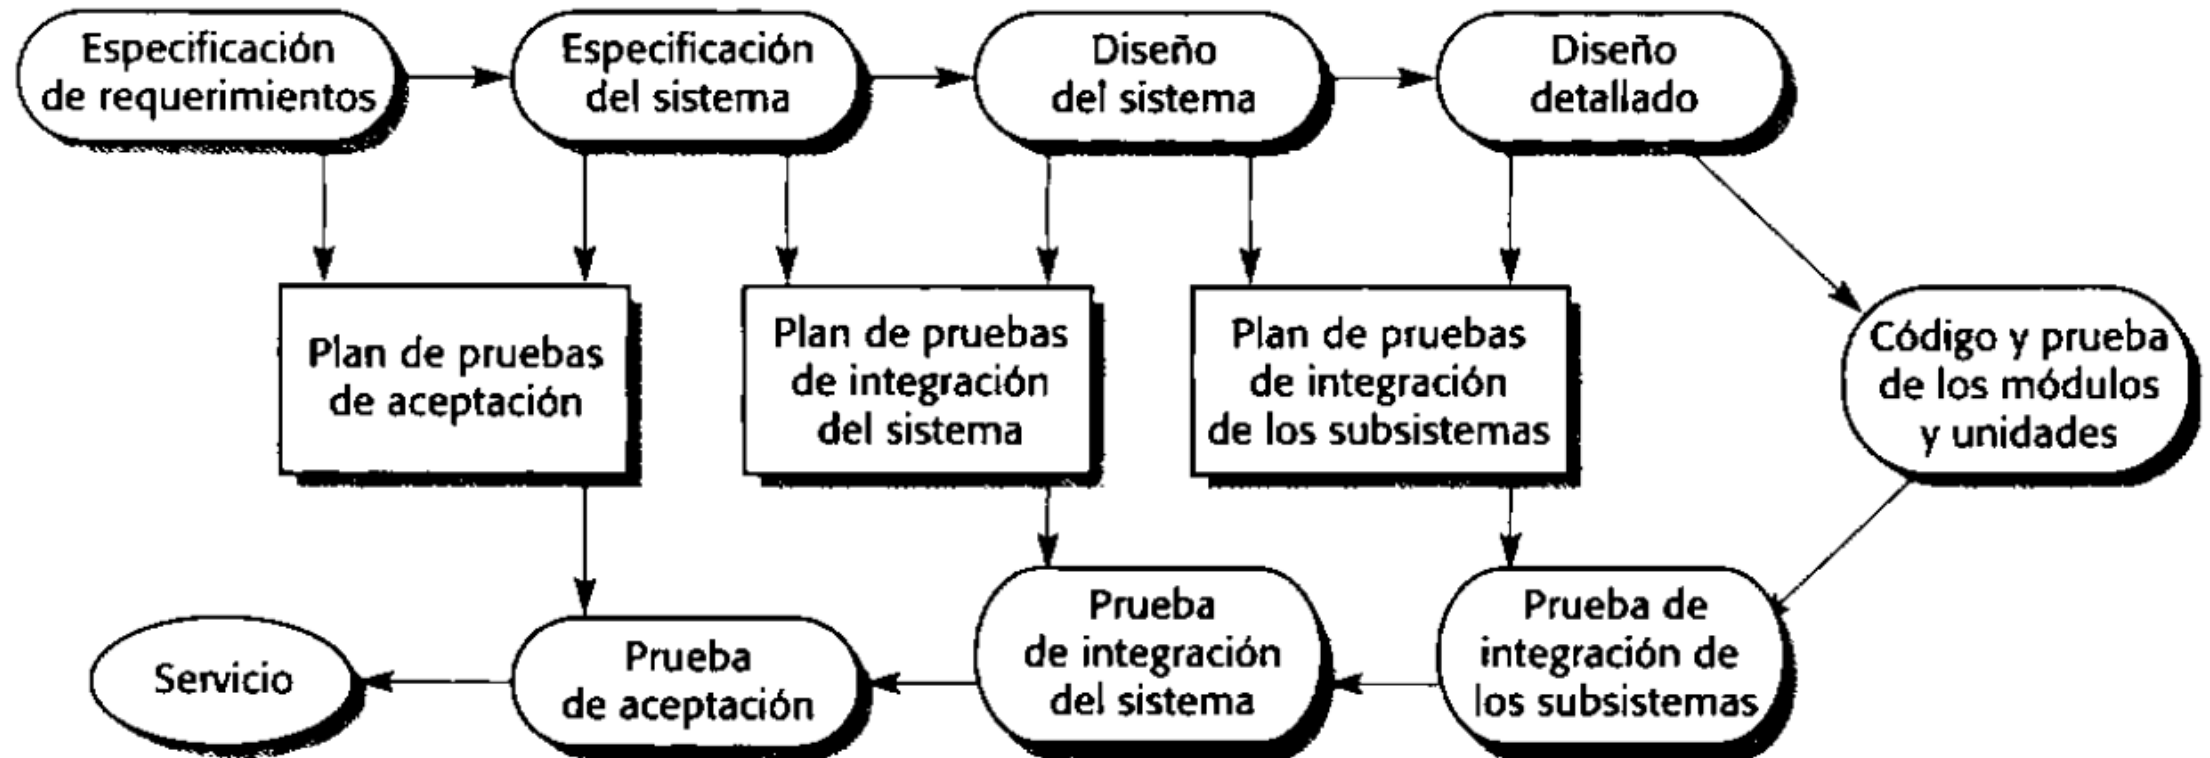 Especificación
de requerimientos
Especificación
del sistema
Diseño
del sistema
Diseño
detallado
Plan de pruebas
de aceptación
Plan de pruebas
de integración
del sistema
Plan de pruebas
de integración
de los subsistemas
Código y prueba
de los módulos
y unidades
Servicio
Prueba
de aceptación
Prueba
de integración
del sistema
Prueba de
integración de
los subsistemas